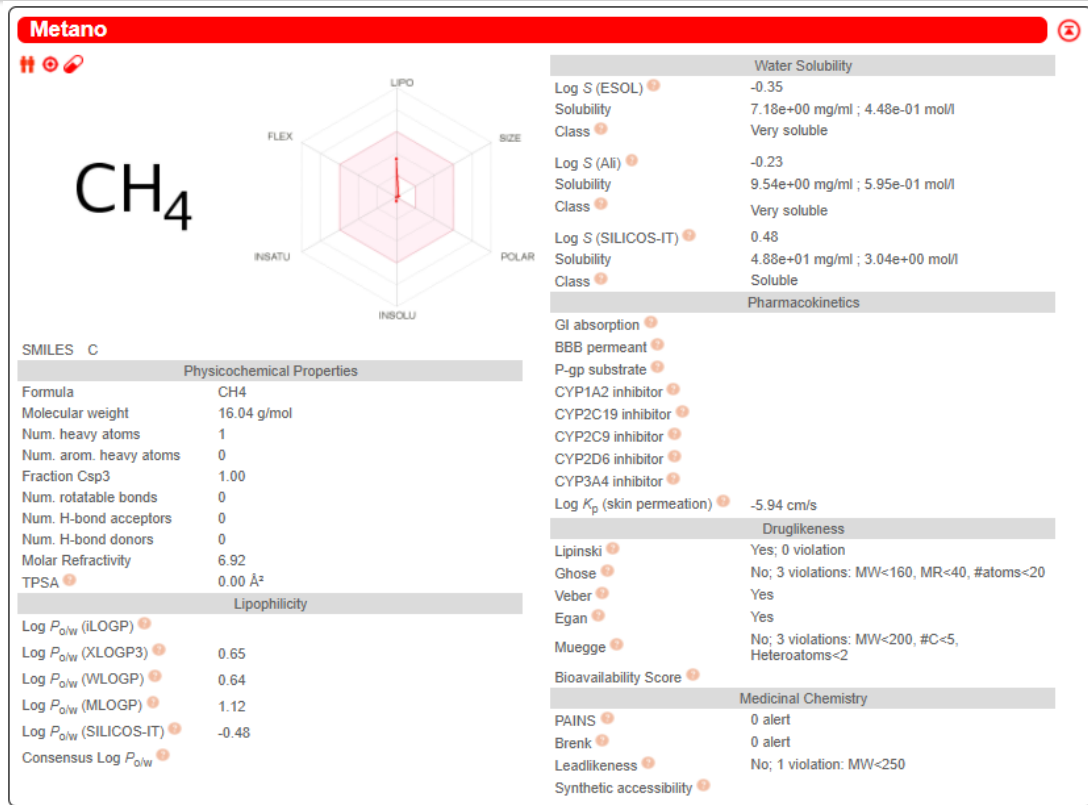 Metano
LIPO
FLEX
SIZE
CH4
INSATU
POLAR
INSOLU
SMILES C
Physicochemical Properties
Formula CH4
Molecular weight 16.04 g/mol
Num. heavy atoms 1
Num. arom. heavy atoms 0
Fraction Csp3 1.00
Num. rotatable bonds 0
Num. H-bond acceptors 0
Num. H-bond donors 0
Molar Refractivity 6.92
TPSA ? 0.00 Å²
Lipophilicity
Log Po/w (iLOGP) ?
Log Po/w (XLOGP3) ? 0.65
Log Po/w (WLOGP) ? 0.64
Log Po/w (MLOGP) ? 1.12
Log Po/w (SILICOS-IT) ? -0.48
Consensus Log Po/w ?
Water Solubility
Log S (ESOL) ? -0.35
Solubility 7.18e+00 mg/ml ; 4.48e-01 mol/l
Class ? Very soluble
Log S (Ali) ? -0.23
Solubility 9.54e+00 mg/ml ; 5.95e-01 mol/l
Class ? Very soluble
Log S (SILICOS-IT) ? 0.48
Solubility 4.88e+01 mg/ml ; 3.04e+00 mol/l
Class ? Soluble
Pharmacokinetics
GI absorption ?
BBB permeant ?
P-gp substrate ?
CYP1A2 inhibitor ?
CYP2C19 inhibitor ?
CYP2C9 inhibitor ?
CYP2D6 inhibitor ?
CYP3A4 inhibitor ?
Log Kp (skin permeation) ? -5.94 cm/s
Druglikeness
Lipinski ? Yes; 0 violation
Ghose ? No; 3 violations: MW<160, MR<40, #atoms<20
Veber ? Yes
Egan ? Yes
Muegge ? No; 3 violations: MW<200, #C<5,
Heteroatoms<2
Bioavailability Score ?
Medicinal Chemistry
PAINS ? 0 alert
Brenk ? 0 alert
Leadlikeness ? No; 1 violation: MW<250
Synthetic accessibility ?